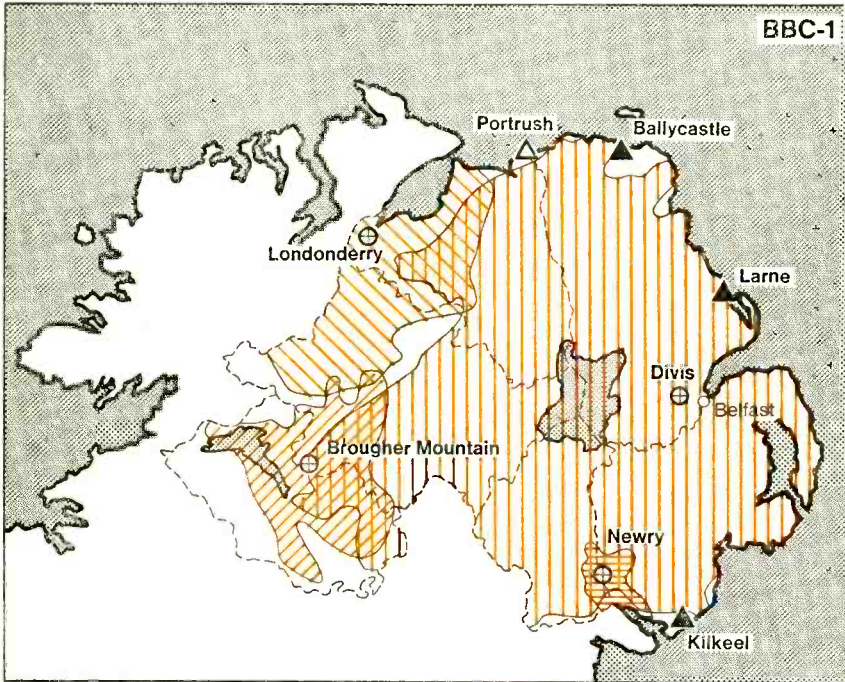 BBC-1
Portrush
Ballycastle
Londonderry
Larne
Divis
Belfast
Brougher Mountain
Newry
Kilkeel